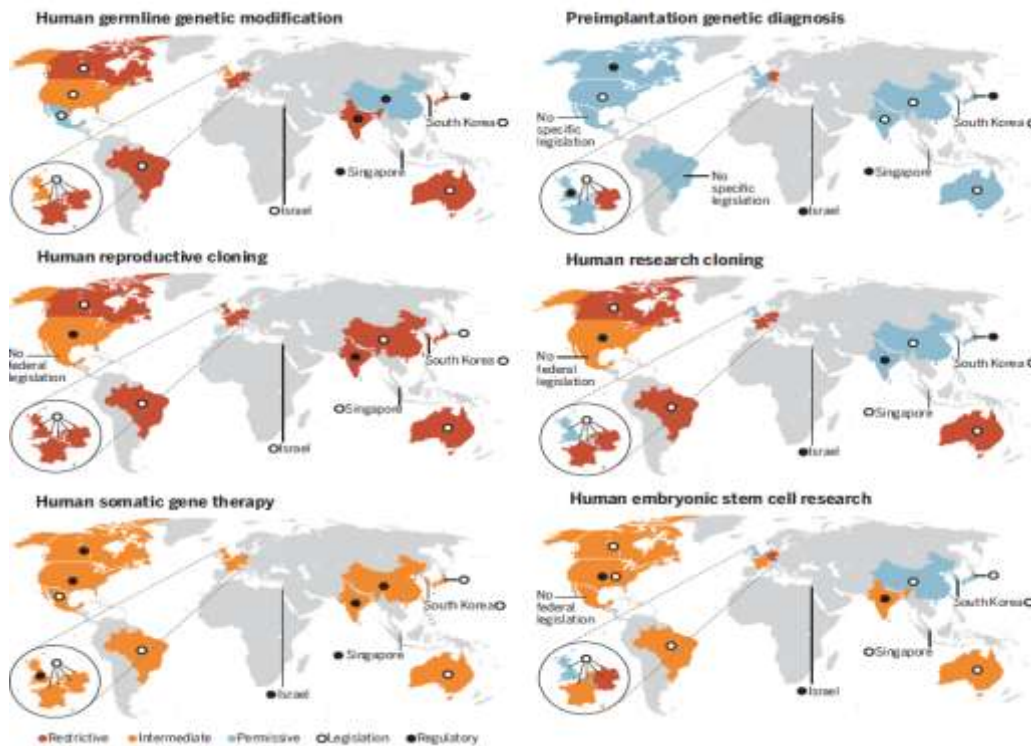 Human germline genetic modification
South Korea
Singapore
Israel
Preimplantation genetic diagnosis
No
specific
legislation
No
specific
legislation
South Korea
Singapore
Israel
Human reproductive cloning
No
federal
legislation
South Korea
Singapore
Israel
Human research cloning
No
federal
legislation
South Korea
Singapore
Israel
Human somatic gene therapy
South Korea
Singapore
Israel
Human embryonic stem cell research
No
federal
legislation
South Korea
Singapore
Israel
Restrictive Intermediate Permissive Legislation Regulatory